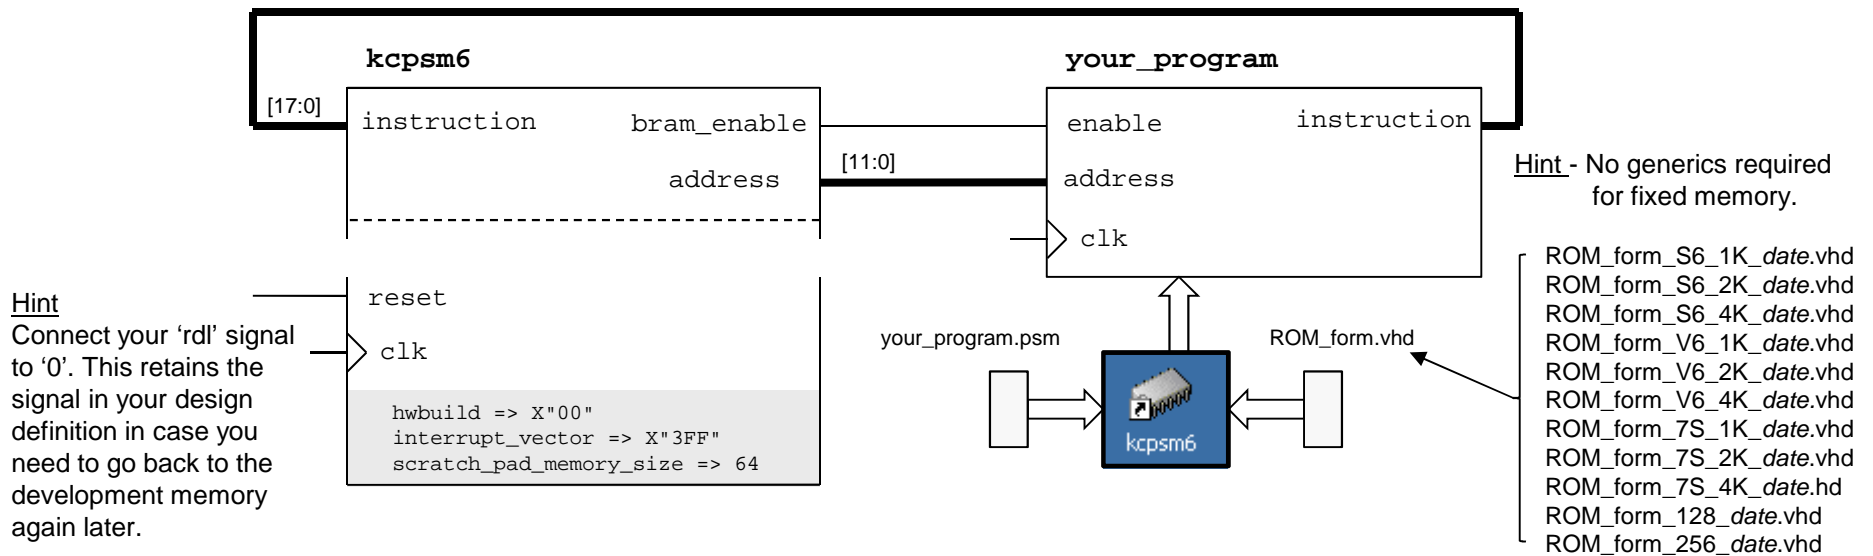 kcpsm6
your_program
[17:0]
instruction
bram_enable
enable
instruction
[11:0]
address
address
Hint - No generics required
for fixed memory.
clk
Hint
Connect your ‘rdl’ signal
to ‘0’. This retains the
signal in your design
definition in case you
need to go back to the
development memory
again later.
reset
clk
hwbuild => X"00"
interrupt_vector => X"3FF"
scratch_pad_memory_size => 64
your_program.psm
ROM_form.vhd
kcpsm6
ROM_form_S6_1K_date.vhd
ROM_form_S6_2K_date.vhd
ROM_form_S6_4K_date.vhd
ROM_form_V6_1K_date.vhd
ROM_form_V6_2K_date.vhd
ROM_form_V6_4K_date.vhd
ROM_form_7S_1K_date.vhd
ROM_form_7S_2K_date.vhd
ROM_form_7S_4K_date.hd
ROM_form_128_date.vhd
ROM_form_256_date.vhd